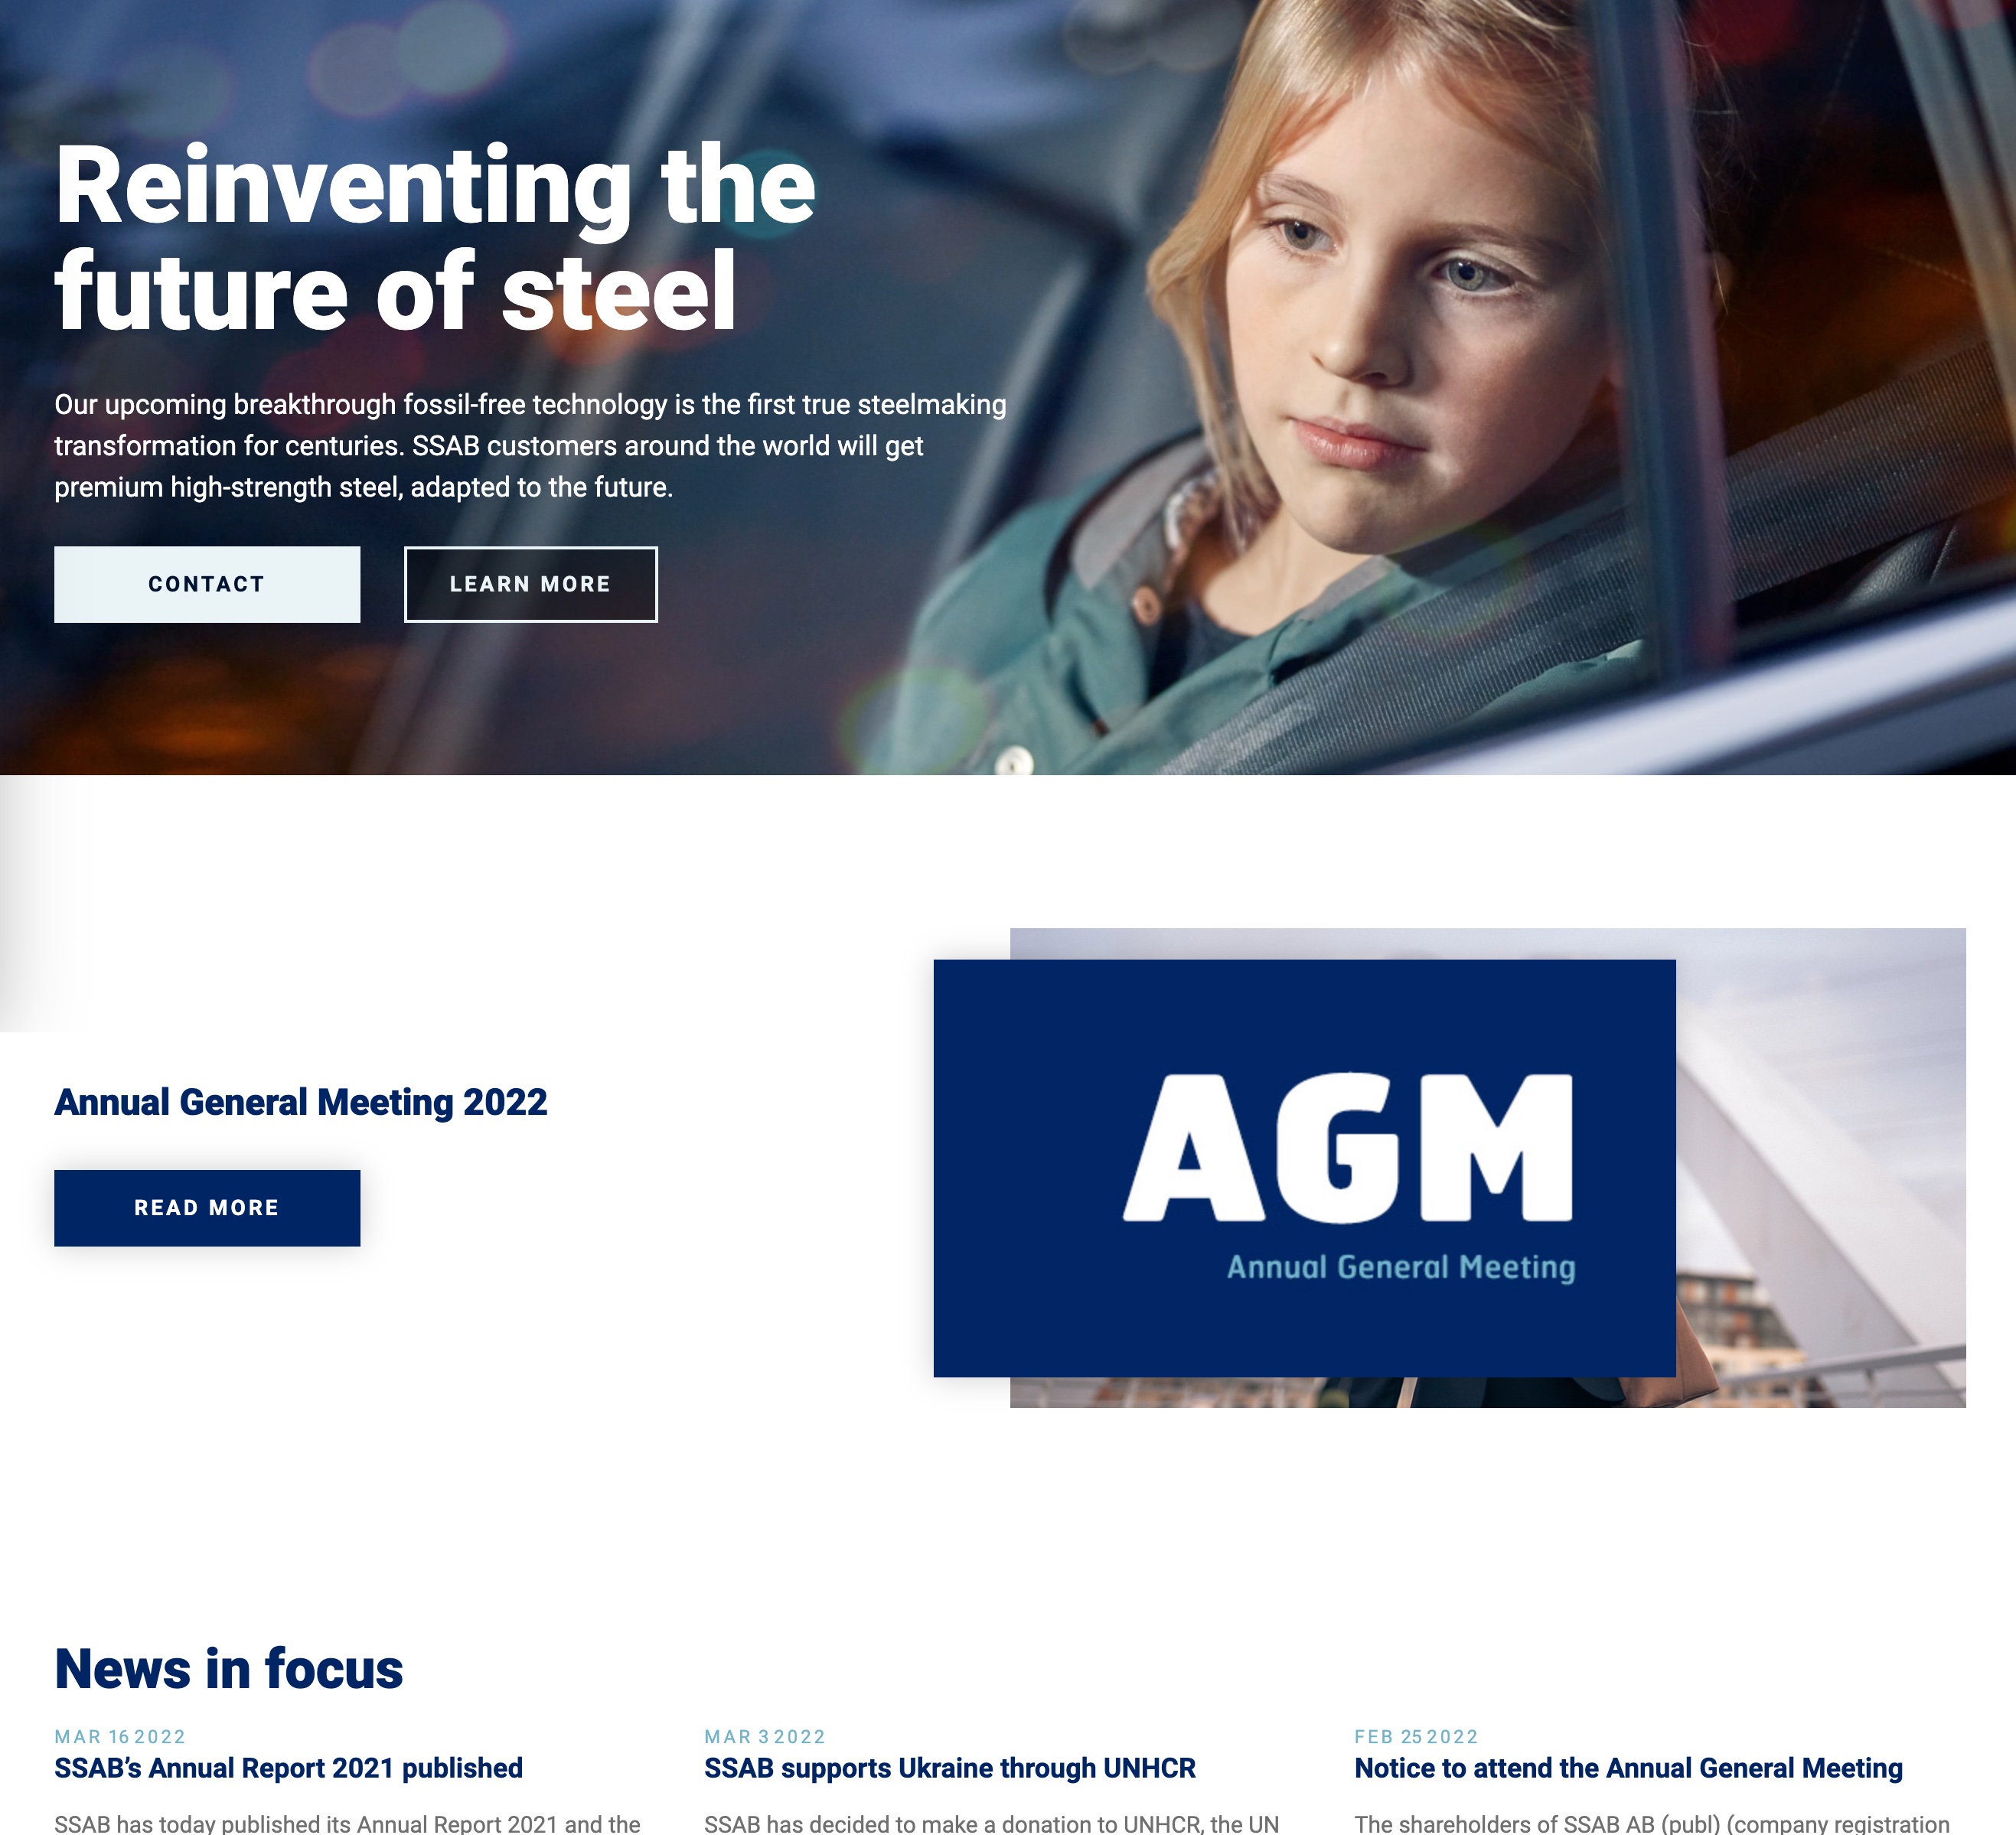 Reinventing the
future of steel
Our upcoming breakthrough fossil-free technology is the first true steelmaking
transformation for centuries. SSAB customers around the world will get
premium high-strength steel, adapted to the future.
CONTACT
LEARN MORE
Annual General Meeting 2022
READ MORE
AGM
Annual General Meeting
News in focus
MAR 16 2022
SSAB’s Annual Report 2021 published
SSAB has today published its Annual Report 2021 and the
MAR 3 2022
SSAB supports Ukraine through UNHCR
SSAB has decided to make a donation to UNHCR, the UN
FEB 25 2022
Notice to attend the Annual General Meeting
The shareholders of SSAB AB (publ) (company registration